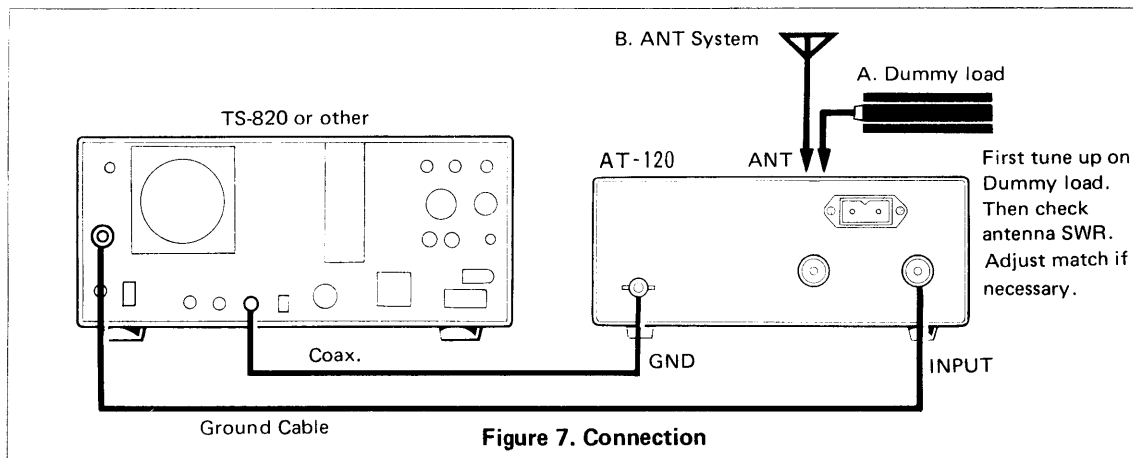 B. ANT System
A. Dummy load
TS-820 or other
AT-120
ANT
First tune up on
Dummy load.
Then check
antenna SWR.
Adjust match if
necessary.
Coax.
GND
INPUT
Ground Cable
Figure 7. Connection